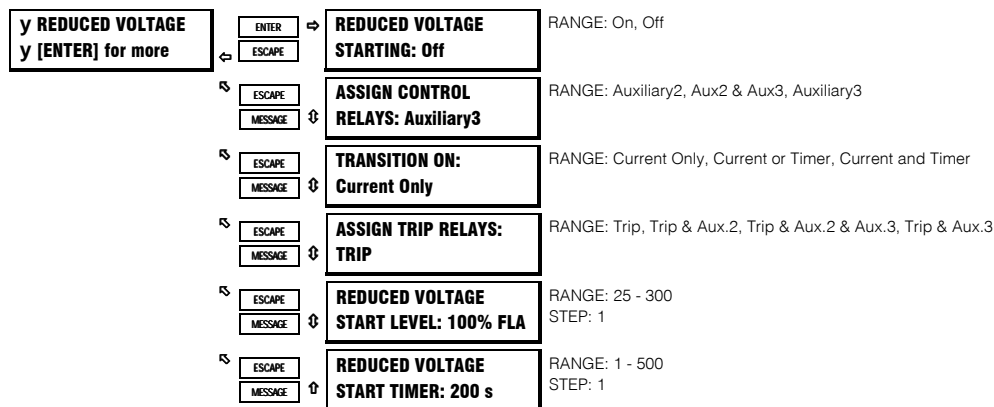 y REDUCED VOLTAGE
y [ENTER] for more
ENTER ⇨
⇦ ESCAPE
REDUCED VOLTAGE
STARTING: Off
RANGE: On, Off
ESCAPE
MESSAGE
ASSIGN CONTROL
RELAYS: Auxiliary3
RANGE: Auxiliary2, Aux2 & Aux3, Auxiliary3
ESCAPE
MESSAGE
TRANSITION ON:
Current Only
RANGE: Current Only, Current or Timer, Current and Timer
ESCAPE
MESSAGE
ASSIGN TRIP RELAYS:
TRIP
RANGE: Trip, Trip & Aux.2, Trip & Aux.2 & Aux.3, Trip & Aux.3
ESCAPE
MESSAGE
REDUCED VOLTAGE
START LEVEL: 100% FLA
RANGE: 25 - 300
STEP: 1
ESCAPE
MESSAGE
REDUCED VOLTAGE
START TIMER: 200 s
RANGE: 1 - 500
STEP: 1